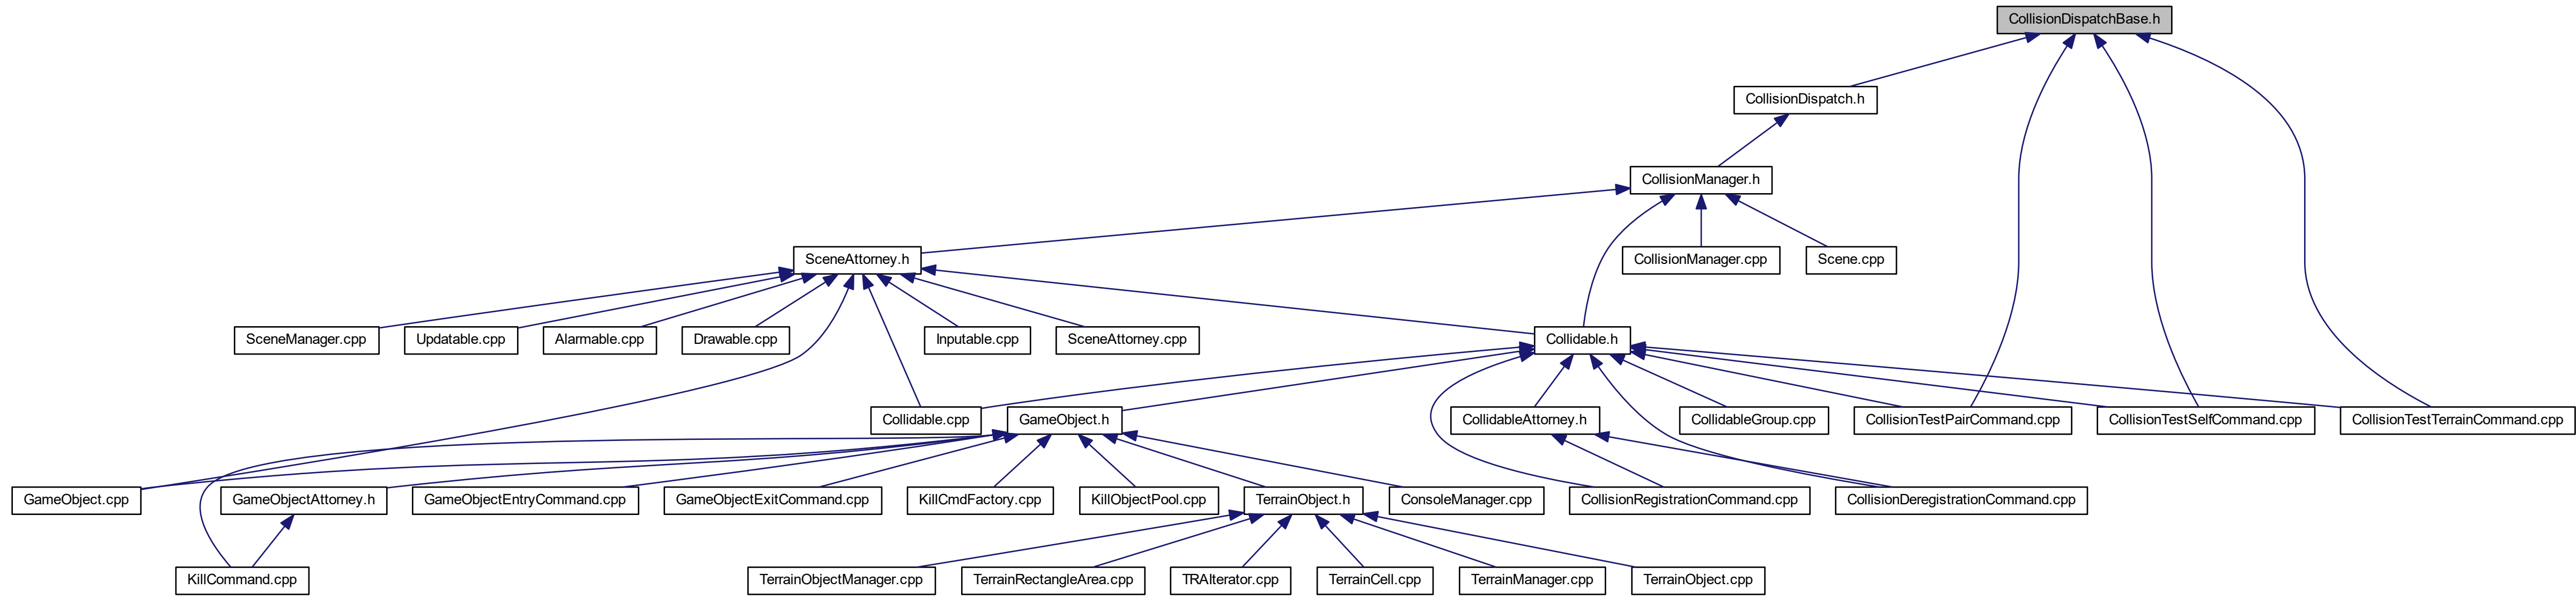 CollisionDispatchBase.h
CollisionDispatch.h
CollisionManager.h
SceneAttorney.h
CollisionManager.cpp
Scene.cpp
SceneManager.cpp
Updatable.cpp
Alarmable.cpp
Drawable.cpp
Inputable.cpp
SceneAttorney.cpp
Collidable.h
Collidable.cpp
GameObject.h
CollidableAttorney.h
CollidableGroup.cpp
CollisionTestPairCommand.cpp
CollisionTestSelfCommand.cpp
CollisionTestTerrainCommand.cpp
GameObject.cpp
GameObjectAttorney.h
GameObjectEntryCommand.cpp
GameObjectExitCommand.cpp
KillCmdFactory.cpp
KillObjectPool.cpp
TerrainObject.h
ConsoleManager.cpp
CollisionRegistrationCommand.cpp
CollisionDeregistrationCommand.cpp
KillCommand.cpp
TerrainObjectManager.cpp
TerrainRectangleArea.cpp
TRAIterator.cpp
TerrainCell.cpp
TerrainManager.cpp
TerrainObject.cpp